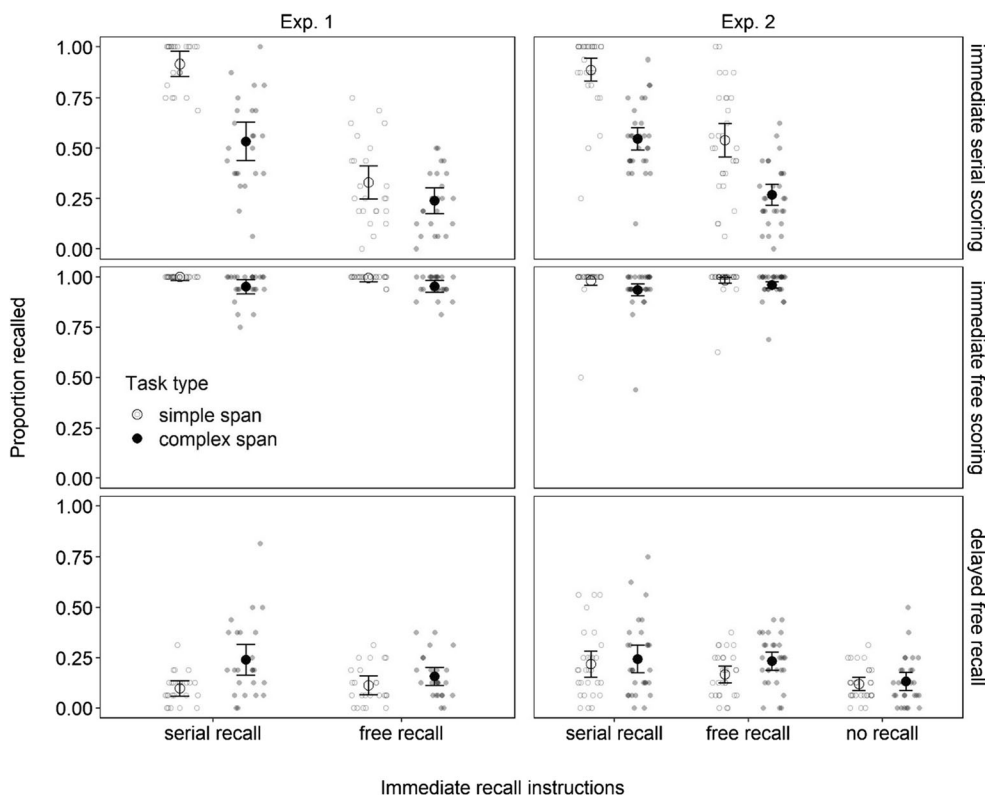 Exp. 1
Exp. 2
1.00
0.75
0.50
0.25
0.00
immediate serial scoring
1.00
0.75
0.50
0.25
0.00
immediate free scoring
Proportion recalled
Task type
simple span
complex span
1.00
0.75
0.50
0.25
0.00
delayed free recall
serial recall
free recall
serial recall
free recall
no recall
Immediate recall instructions